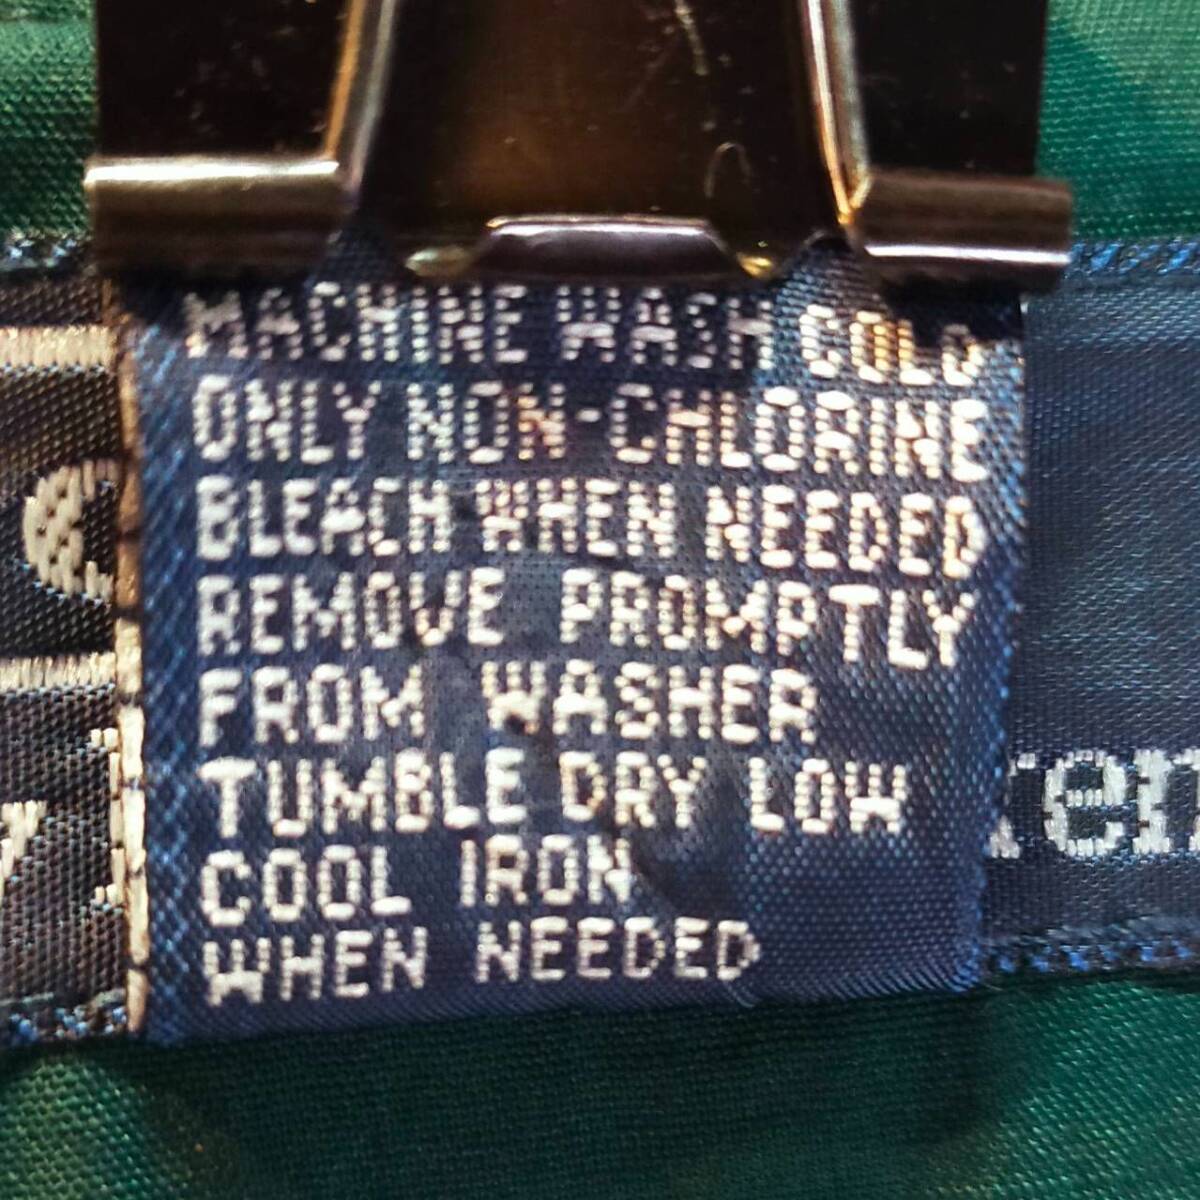 MACHINE WASH COLD
ONLY NON-CHLORINE
BLEACH WHEN NEEDED
REMOVE PROMPTLY
FROM WASHER
TUMBLE DRY LOW
COOL IRON
WHEN NEEDED